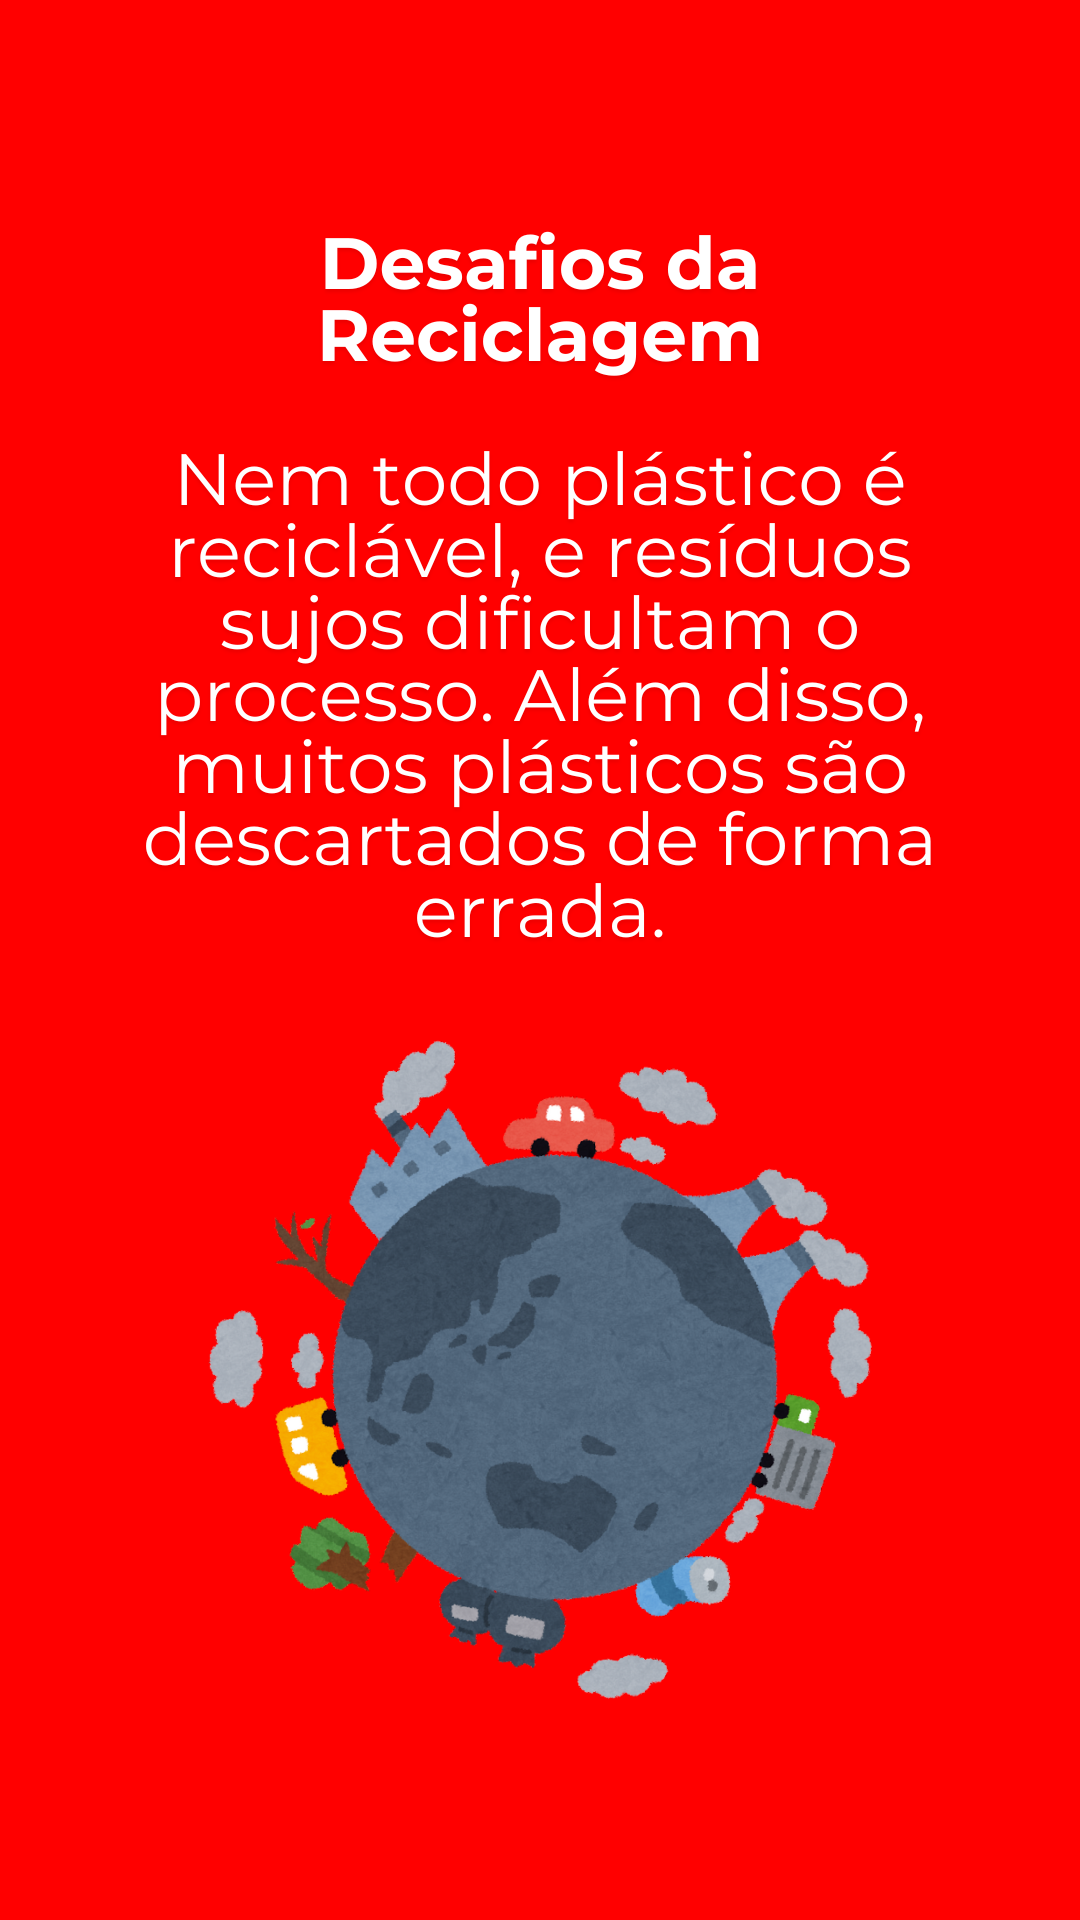 Desafios da
Reciclagem
Nem todo plástico é
reciclável, e resíduos
sujos dificultam o
processo. Além disso,
muitos plásticos são
descartados de forma
errada.